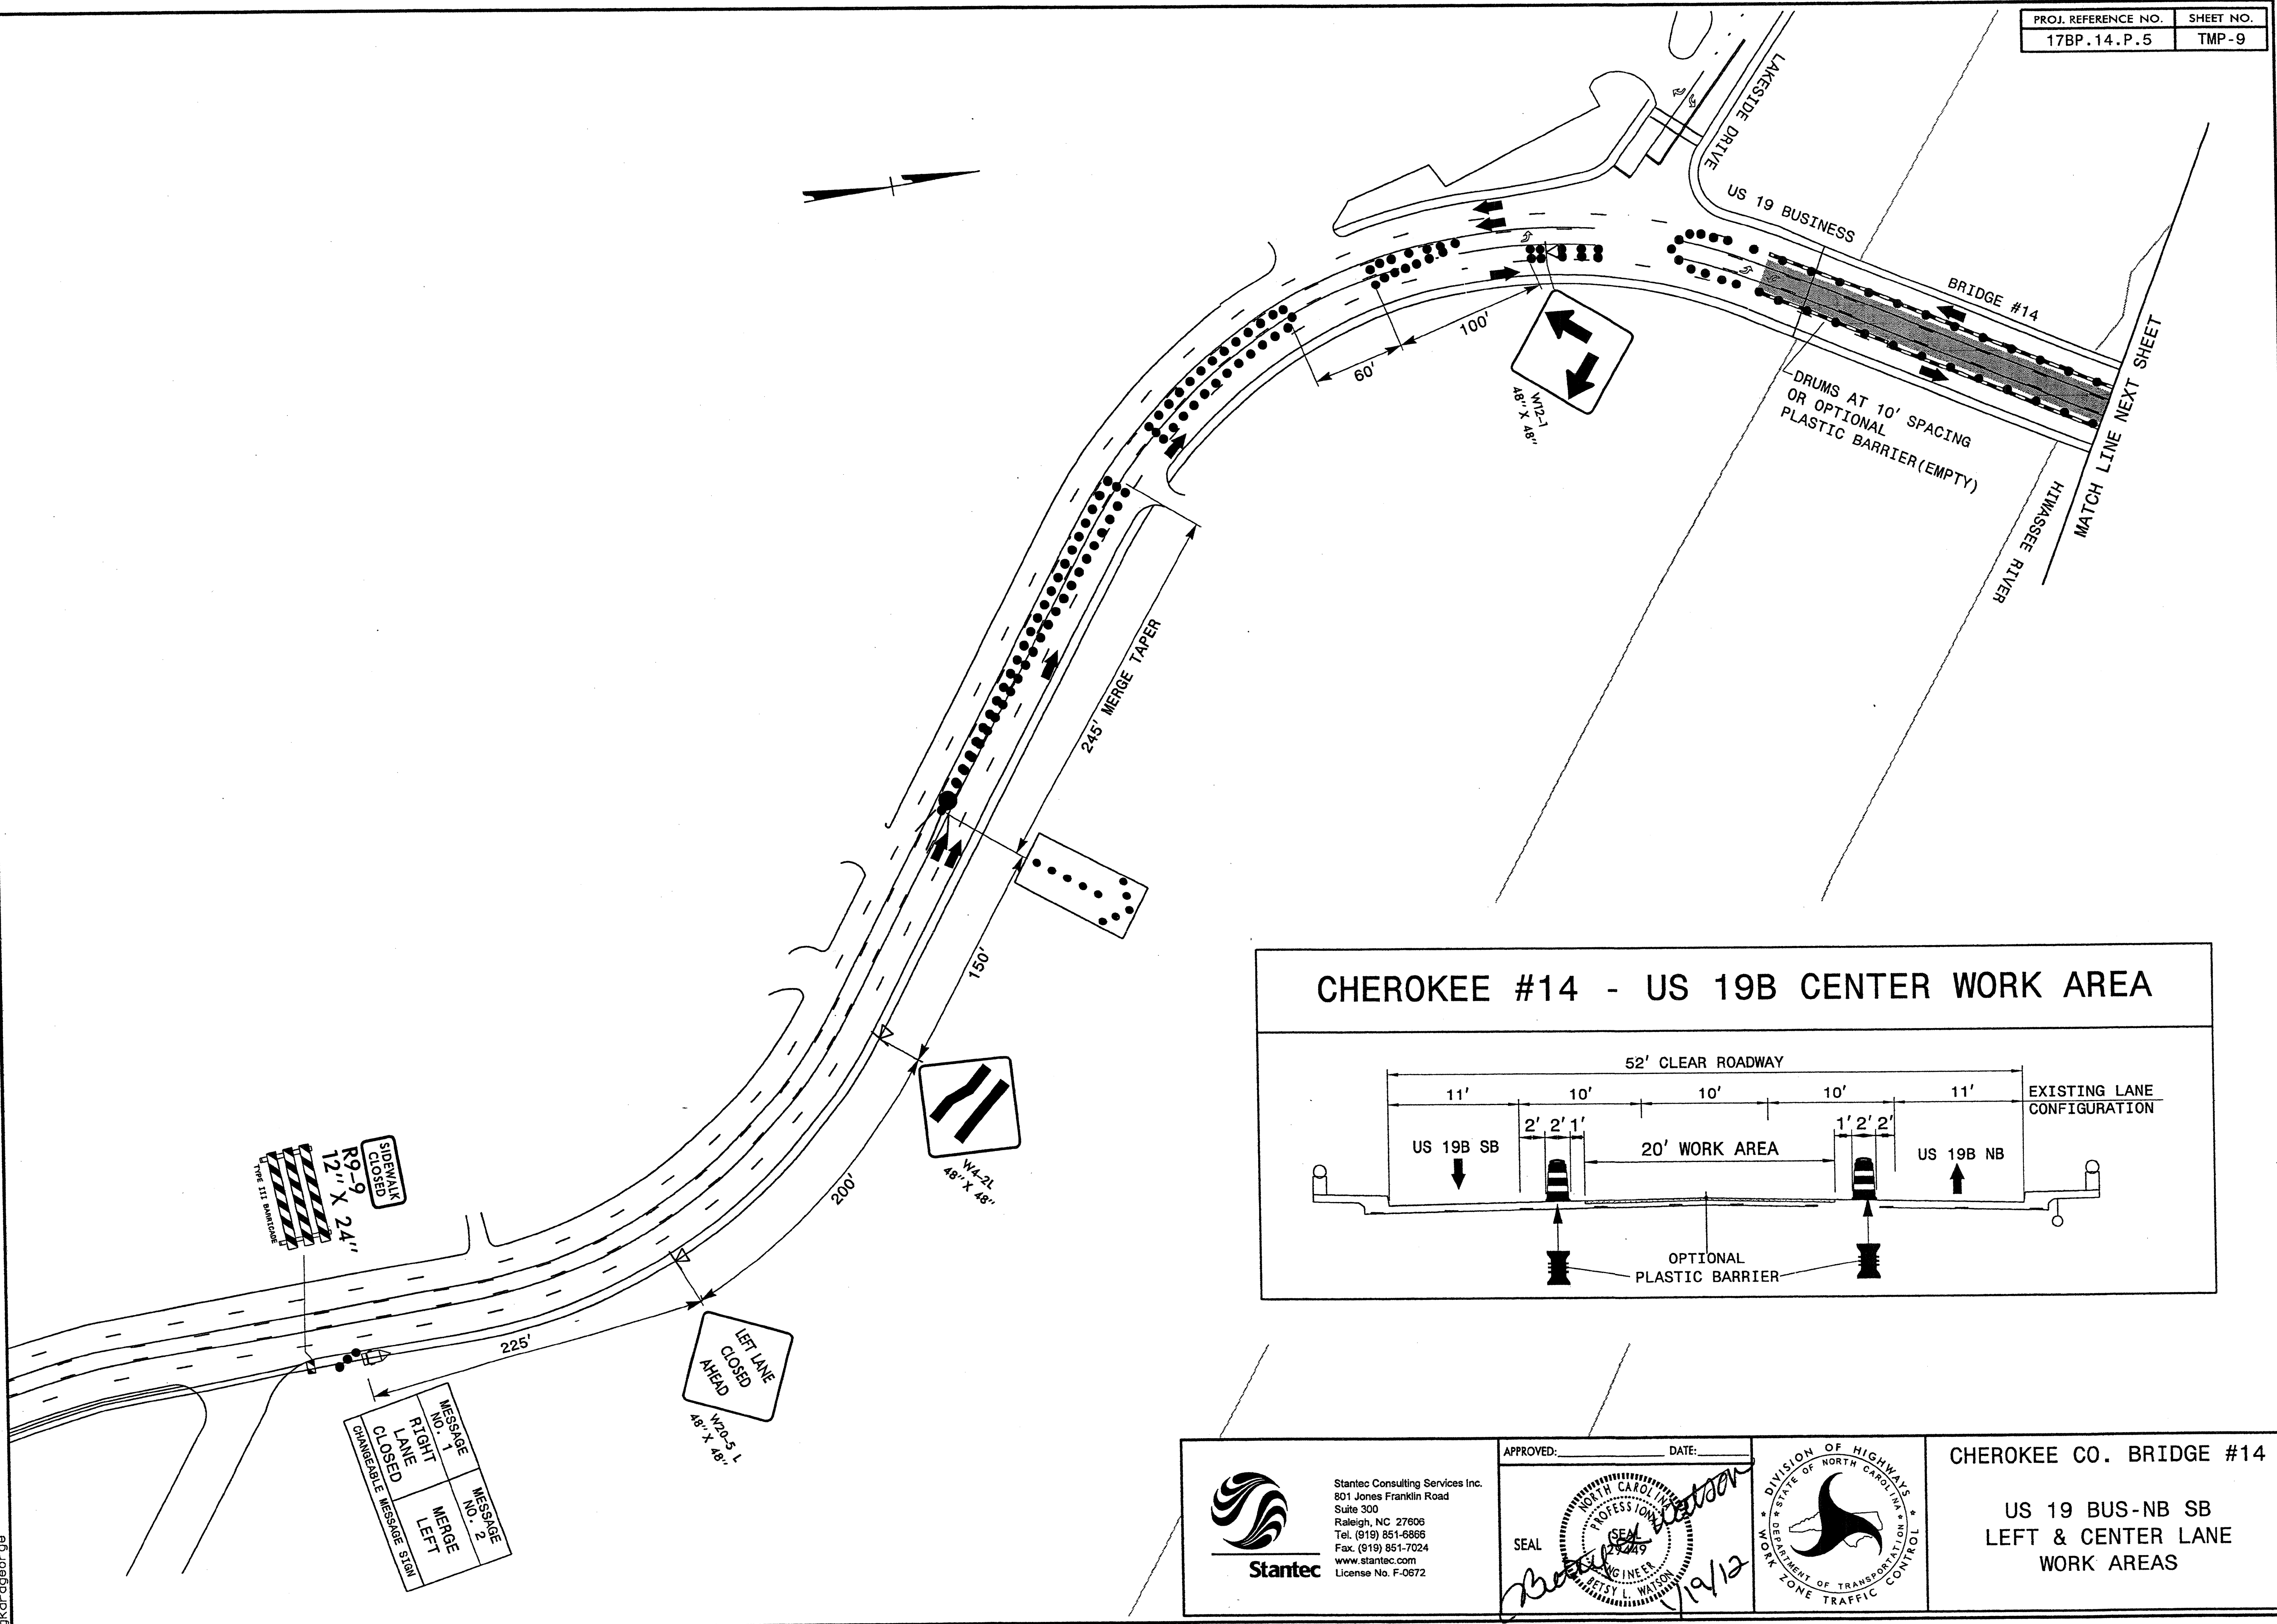 PROJ. REFERENCE NO. SHEET NO.
17BP.14.P.5 TMP-9
LAKESIDE DRIVE
US 19 BUSINESS
BRIDGE #14
MATCH LINE NEXT SHEET
HIWASSEE RIVER
DRUMS AT 10' SPACING
OR OPTIONAL
PLASTIC BARRIER(EMPTY)
100'
60'
W12-1
48" X 48"
245' MERGE TAPER
150'
W4-2L
48" X 48"
200'
LEFT LANE
CLOSED
AHEAD
W20-5 L
48" X 48"
225'
SIDEWALK
CLOSED
R9-9
12" X 24"
TYPE III BARRICADE
MESSAGE
NO. 1
RIGHT
LANE
CLOSED
MESSAGE
NO. 2
MERGE
LEFT
CHANGEABLE MESSAGE SIGN
CHEROKEE #14 - US 19B CENTER WORK AREA
52' CLEAR ROADWAY
11' 10' 10' 10' 11'
EXISTING LANE
CONFIGURATION
2' 2' 1'
1' 2' 2'
US 19B SB
20' WORK AREA
US 19B NB
OPTIONAL
PLASTIC BARRIER
Stantec
Stantec Consulting Services Inc.
801 Jones Franklin Road
Suite 300
Raleigh, NC 27606
Tel. (919) 851-6866
Fax. (919) 851-7024
www.stantec.com
License No. F-0672
APPROVED: DATE:
SEAL
NORTH CAROLINA
PROFESSIONAL
SEAL
29449
ENGINEER
BETSY L. WATSON
DIVISION OF HIGHWAYS
STATE OF NORTH CAROLINA
DEPARTMENT OF TRANSPORTATION
WORK ZONE TRAFFIC CONTROL
CHEROKEE CO. BRIDGE #14
US 19 BUS-NB SB
LEFT & CENTER LANE
WORK AREAS